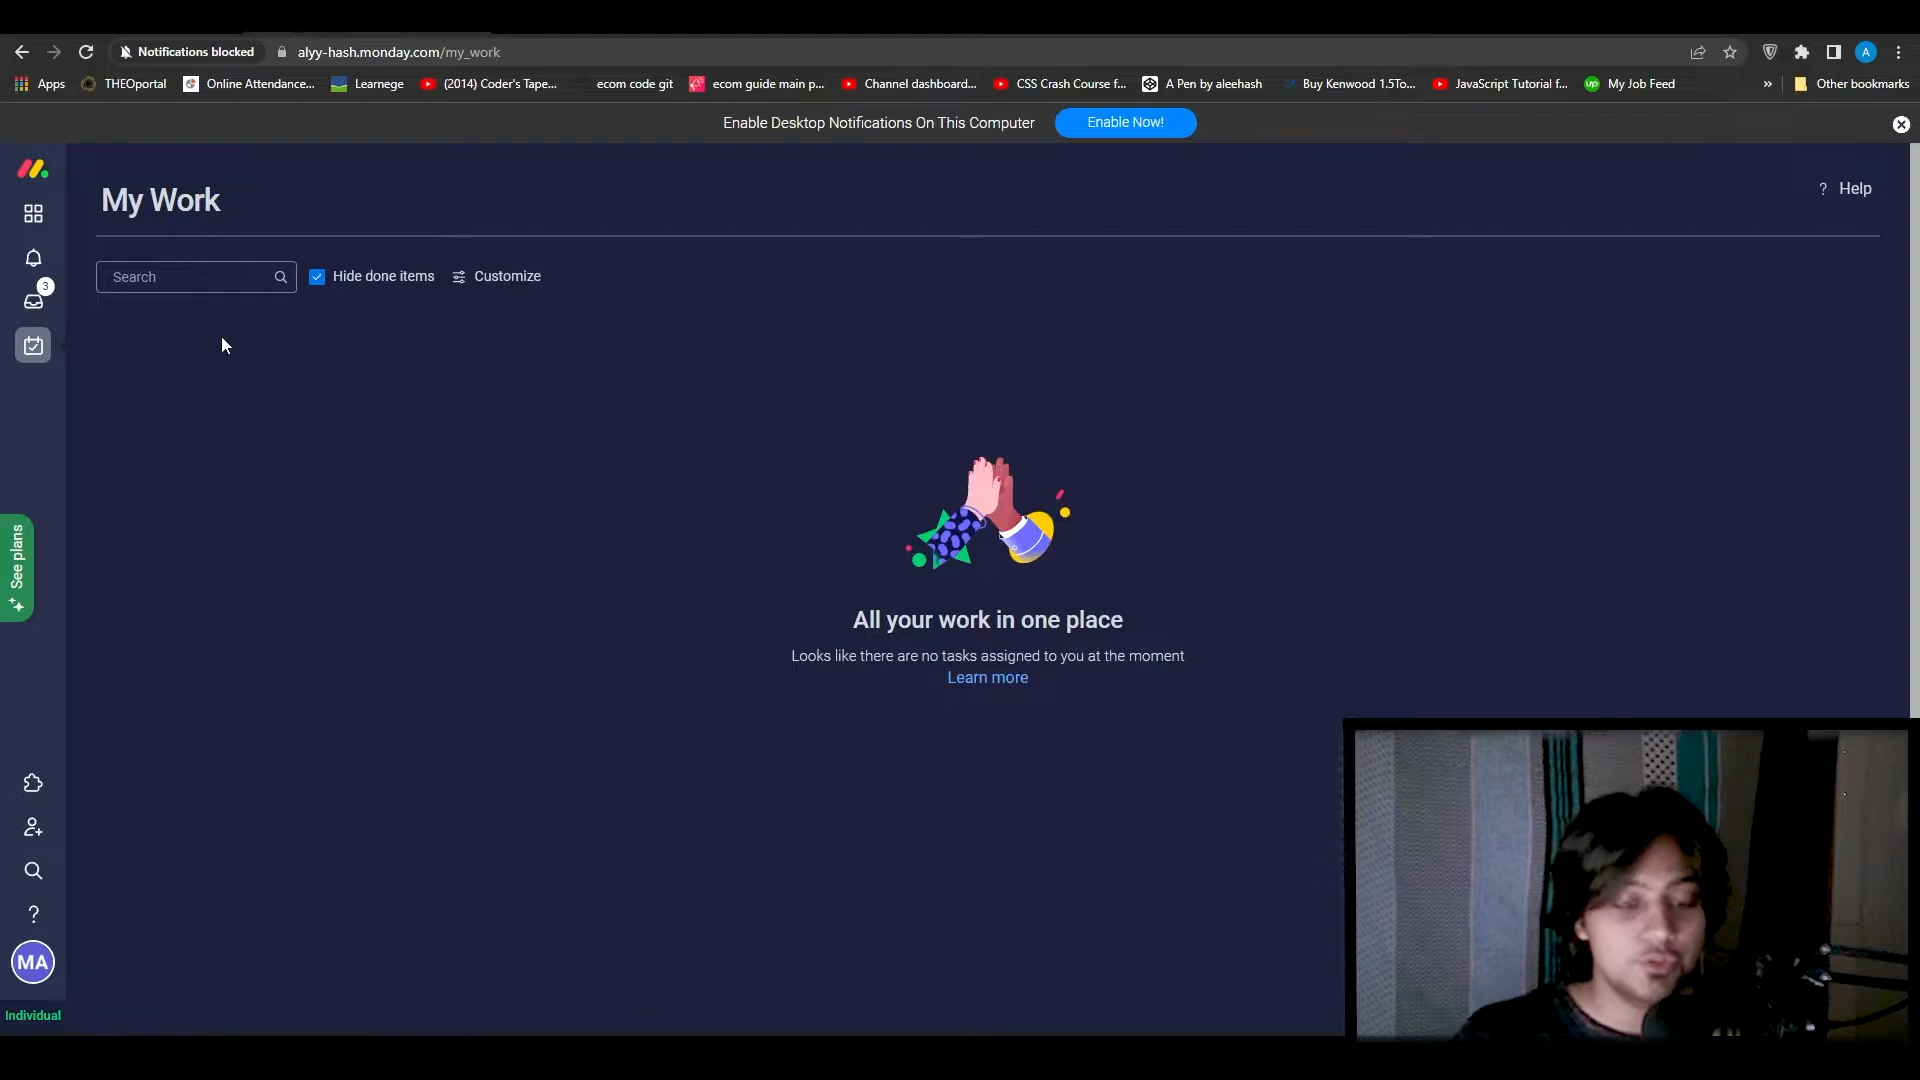 Notifications blocked
alyy-hash.monday.com/my_work
A
Apps
THEOportal
Online Attendance...
Learnege
(2014) Coder's Tape...
ecom code git
ecom guide main p...
Channel dashboard...
CSS Crash Course f...
A Pen by aleehash
Buy Kenwood 1.5To...
JavaScript Tutorial f...
up
My Job Feed
»
Other bookmarks
Enable Desktop Notifications On This Computer
Enable Now!
My Work
? Help
Search
Hide done items
Customize
3
See plans
All your work in one place
Looks like there are no tasks assigned to you at the moment
Learn more
?
MA
Individual